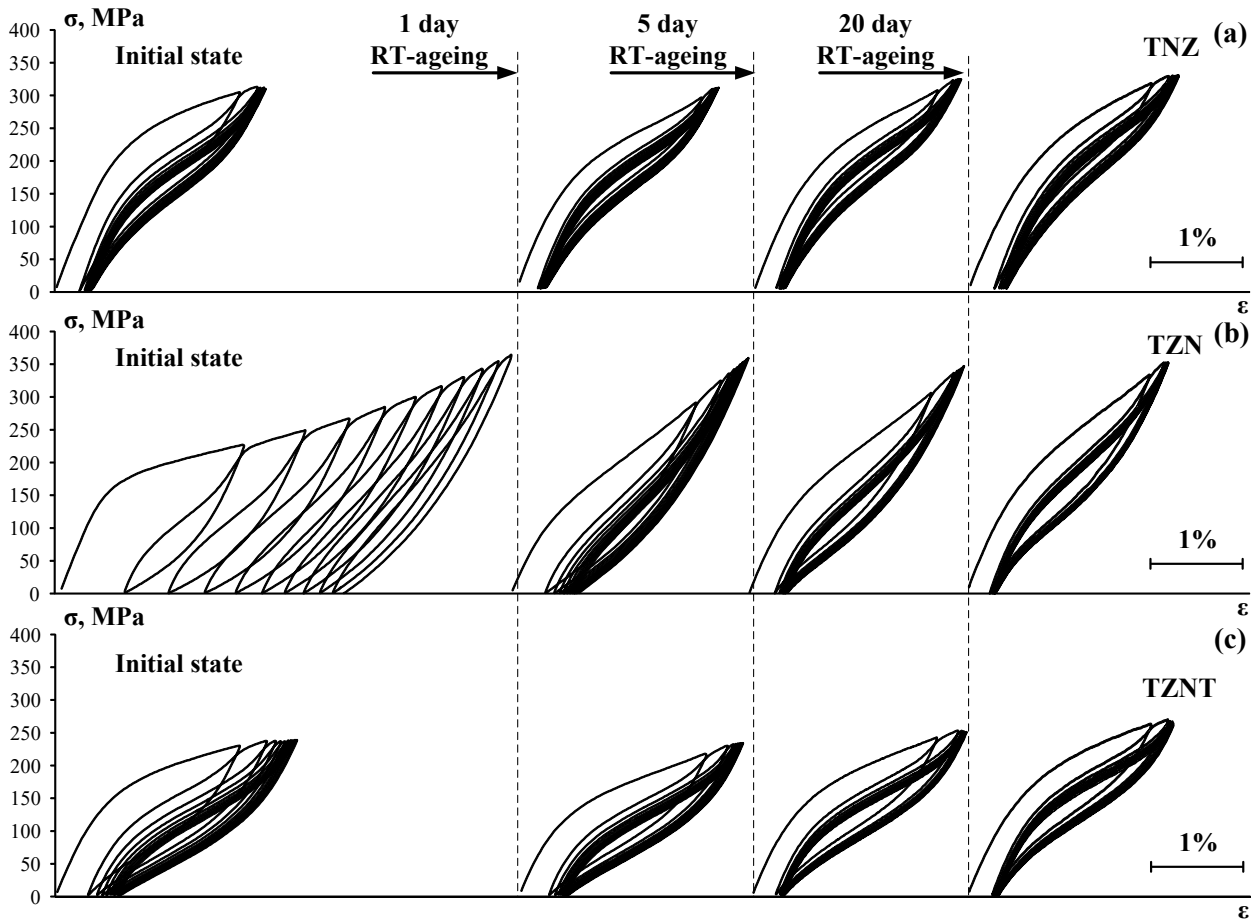 σ, MPa
1 day
5 day
20 day
(a)
Initial state
RT-ageing
RT-ageing
RT-ageing
TNZ
400
350
300
250
200
150
100
50
0
1%
ε
σ, MPa
(b)
Initial state
TZN
400
350
300
250
200
150
100
50
0
1%
ε
σ, MPa
(c)
Initial state
TZNT
400
350
300
250
200
150
100
50
0
1%
ε